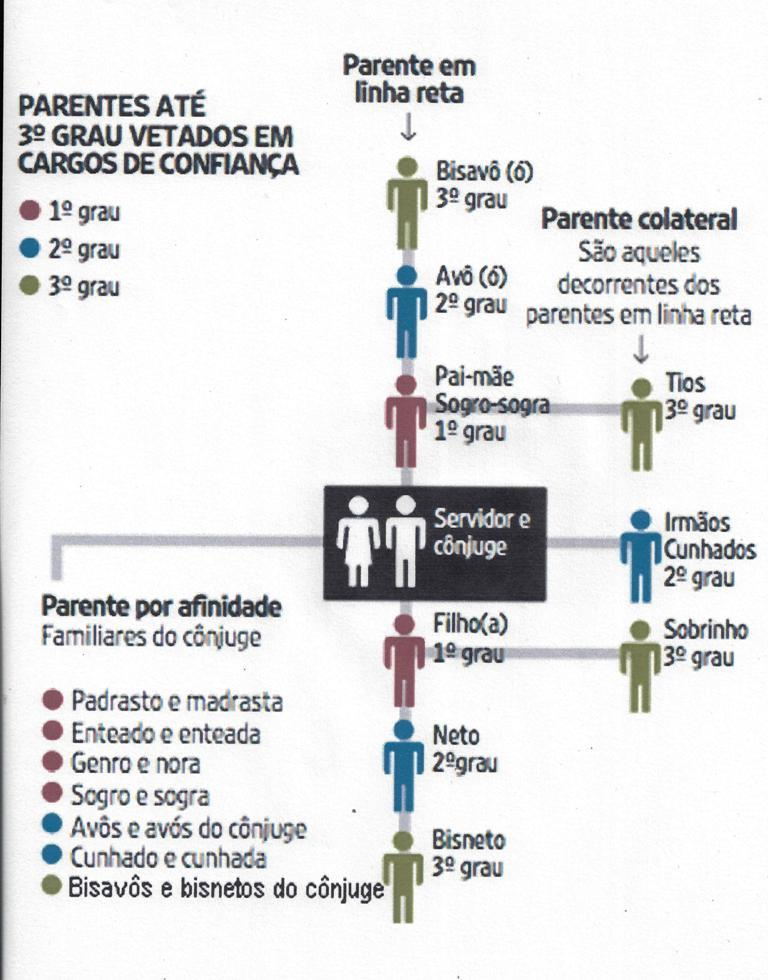 PARENTES ATÉ
3º GRAU VETADOS EM
CARGOS DE CONFIANÇA
1º grau
2º grau
3º grau
Parente em
linha reta
Bisavô (ó)
3º grau
Avô (ó)
2º grau
Pai-mãe
Sogro-sogra
1º grau
Parente colateral
São aqueles
decorrentes dos
parentes em linha reta
Tios
3º grau
Servidor e
cônjuge
Irmãos
Cunhados
2º grau
Filho(a)
1º grau
Sobrinho
3º grau
Neto
2ºgrau
Bisneto
3º grau
Parente por afinidade
Familiares do cônjuge
Padrasto e madrasta
Enteado e enteada
Genro e nora
Sogro e sogra
Avôs e avós do cônjuge
Cunhado e cunhada
Bisavôs e bisnetos do cônjuge